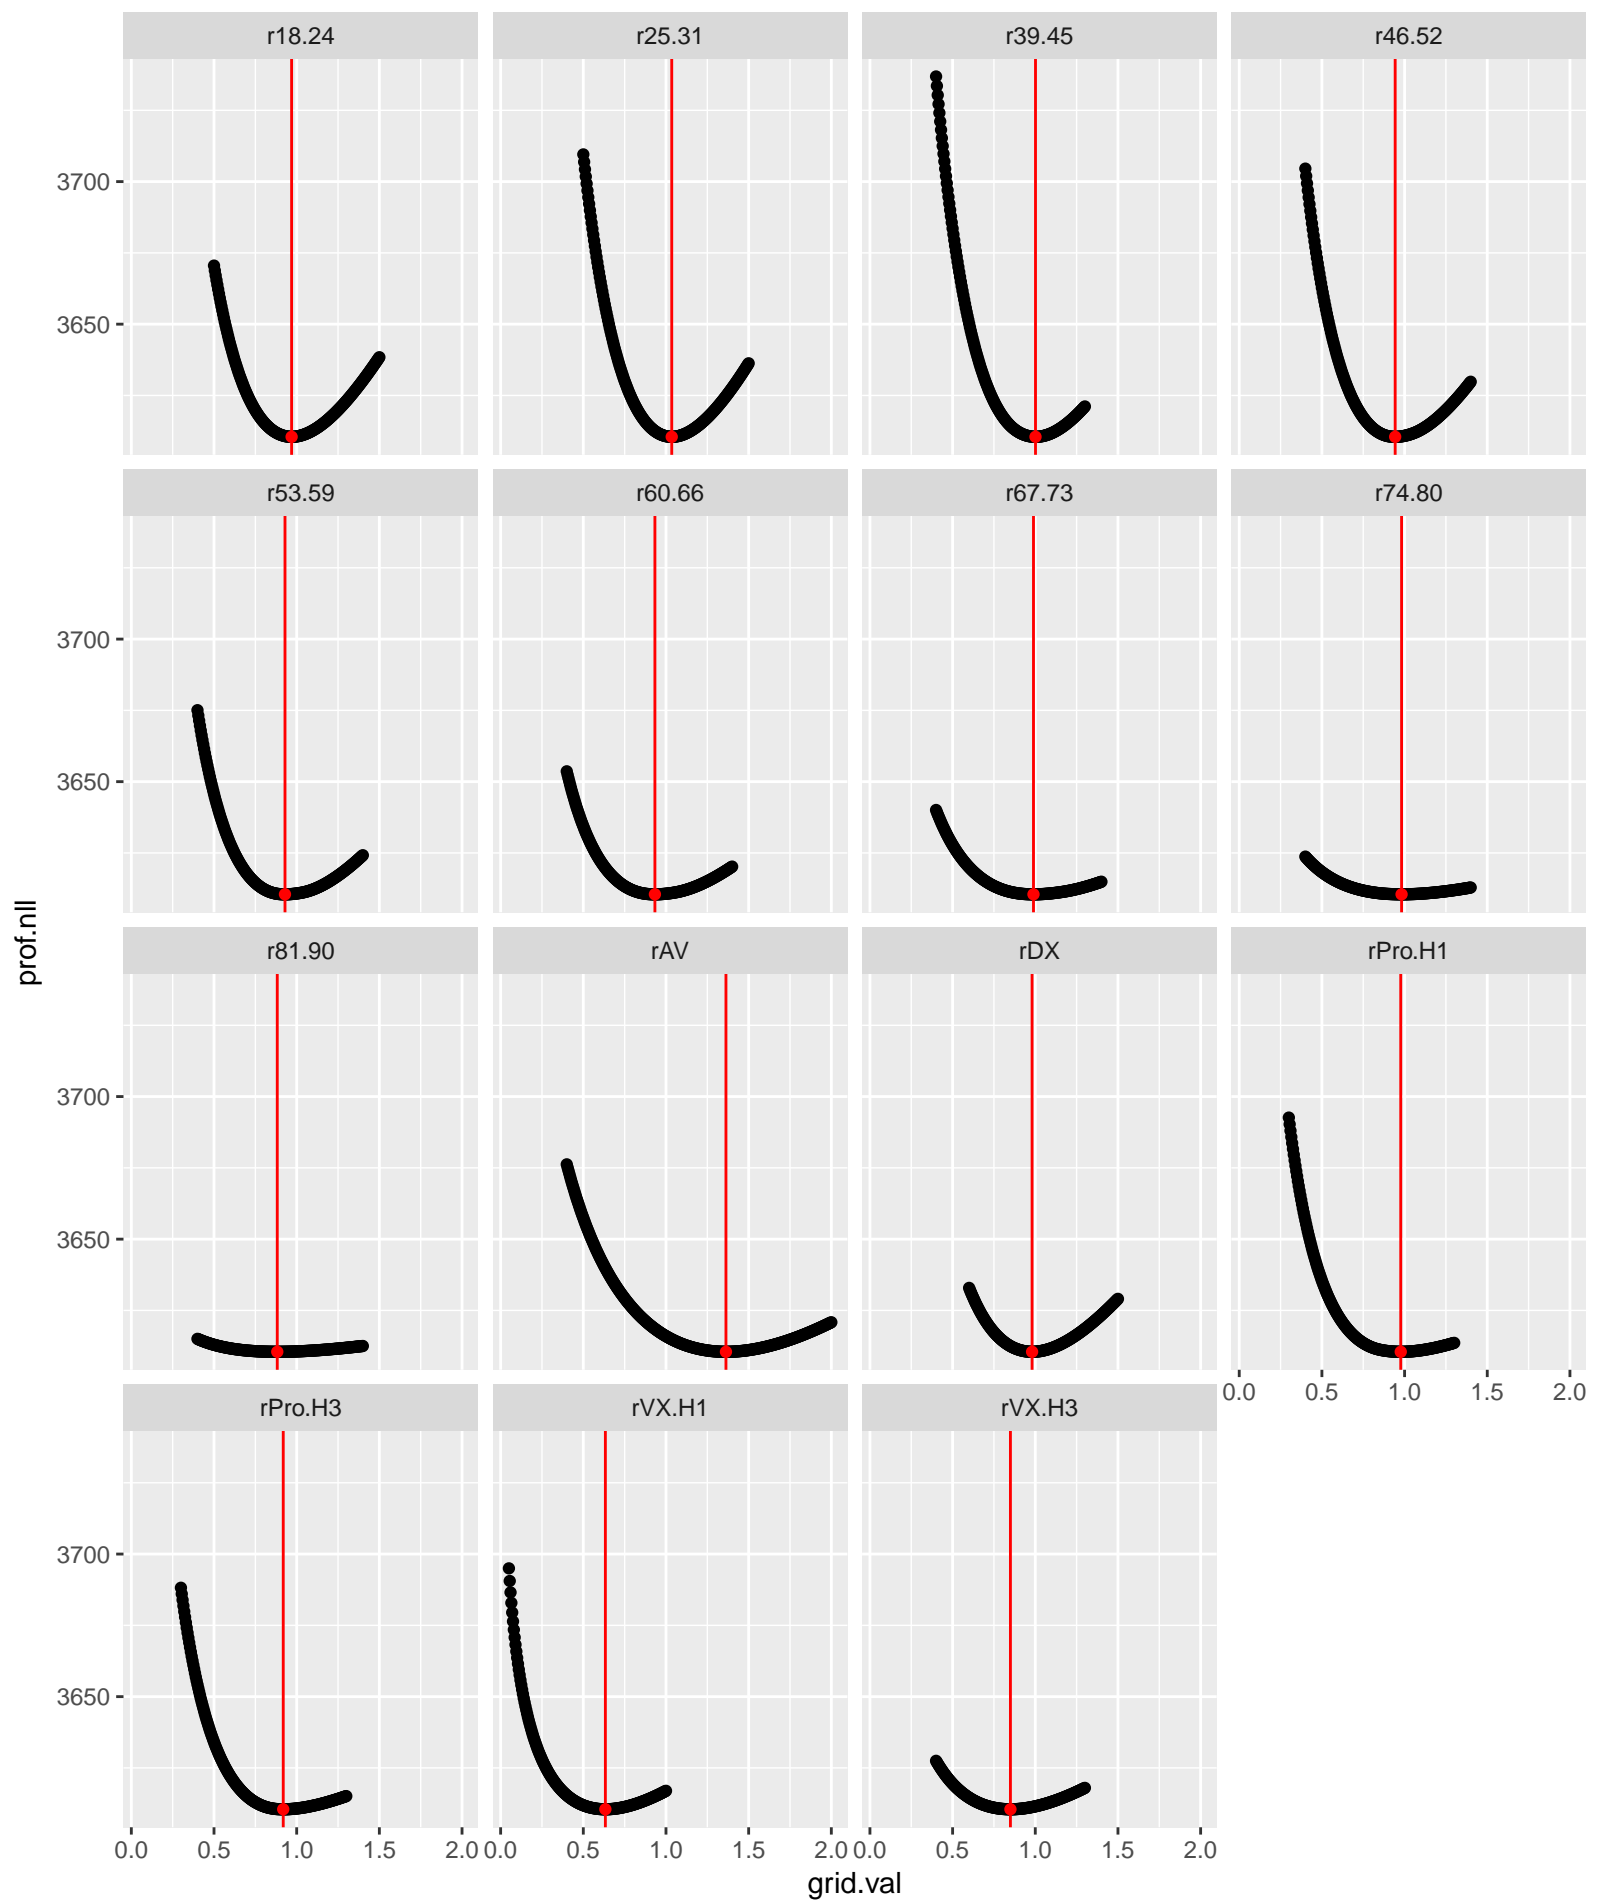 r18.24 r25.31 r39.45 r46.52
3700
3650
r53.59 r60.66 r67.73 r74.80
3700
3650
prof.nll
r81.90 rAV rDX rPro.H1
3700
3650
0.0 0.5 1.0 1.5 2.0
rPro.H3 rVX.H1 rVX.H3
3700
3650
0.0 0.5 1.0 1.5 2.0 0.0 0.5 1.0 1.5 2.0 0.0 0.5 1.0 1.5 2.0
grid.val